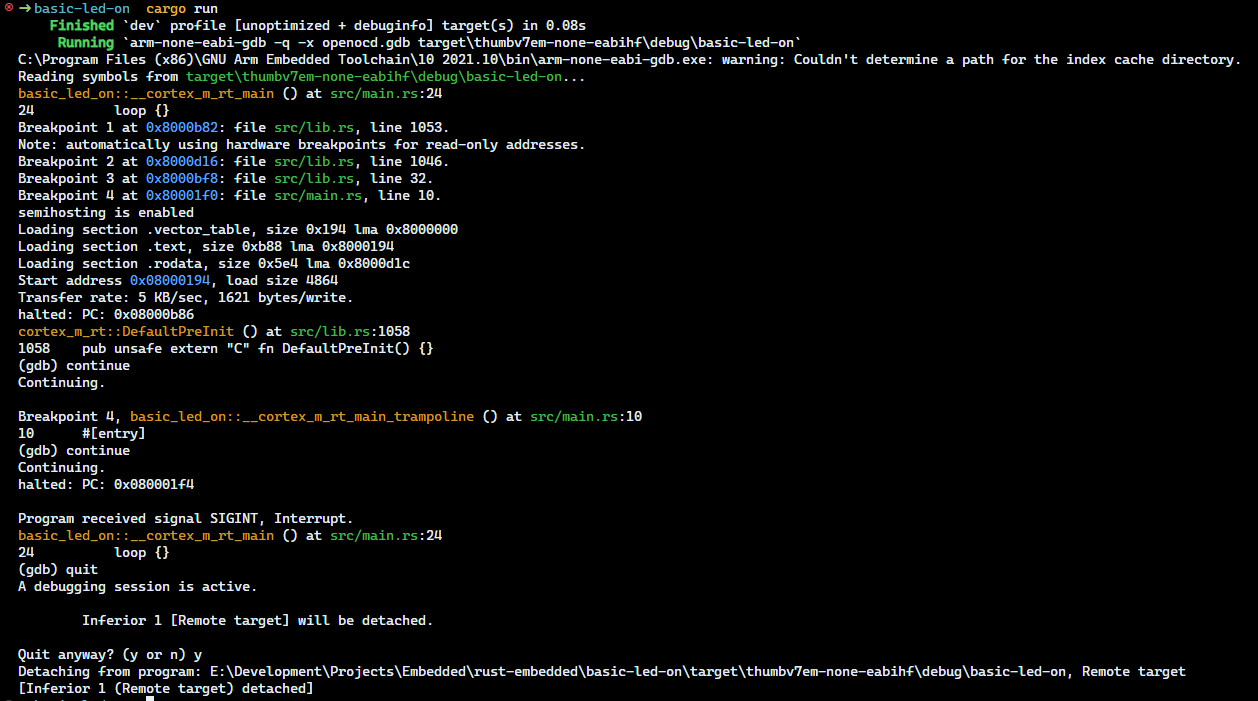 →basic-led-on  cargo run
    Finished `dev` profile [unoptimized + debuginfo] target(s) in 0.08s
     Running `arm-none-eabi-gdb -q -x openocd.gdb target\thumbv7em-none-eabihf\debug\basic-led-on`
C:\Program Files (x86)\GNU Arm Embedded Toolchain\10 2021.10\bin\arm-none-eabi-gdb.exe: warning: Couldn't determine a path for the index cache directory.
Reading symbols from target\thumbv7em-none-eabihf\debug\basic-led-on...
basic_led_on::__cortex_m_rt_main () at src/main.rs:24
24          loop {}
Breakpoint 1 at 0x8000b82: file src/lib.rs, line 1053.
Note: automatically using hardware breakpoints for read-only addresses.
Breakpoint 2 at 0x8000d16: file src/lib.rs, line 1046.
Breakpoint 3 at 0x8000bf8: file src/lib.rs, line 32.
Breakpoint 4 at 0x80001f0: file src/main.rs, line 10.
semihosting is enabled
Loading section .vector_table, size 0x194 lma 0x8000000
Loading section .text, size 0xb88 lma 0x8000194
Loading section .rodata, size 0x5e4 lma 0x8000d1c
Start address 0x08000194, load size 4864
Transfer rate: 5 KB/sec, 1621 bytes/write.
halted: PC: 0x08000b86
cortex_m_rt::DefaultPreInit () at src/lib.rs:1058
1058    pub unsafe extern "C" fn DefaultPreInit() {}
(gdb) continue
Continuing.

Breakpoint 4, basic_led_on::__cortex_m_rt_main_trampoline () at src/main.rs:10
10      #[entry]
(gdb) continue
Continuing.
halted: PC: 0x080001f4

Program received signal SIGINT, Interrupt.
basic_led_on::__cortex_m_rt_main () at src/main.rs:24
24          loop {}
(gdb) quit
A debugging session is active.

        Inferior 1 [Remote target] will be detached.

Quit anyway? (y or n) y
Detaching from program: E:\Development\Projects\Embedded\rust-embedded\basic-led-on\target\thumbv7em-none-eabihf\debug\basic-led-on, Remote target
[Inferior 1 (Remote target) detached]